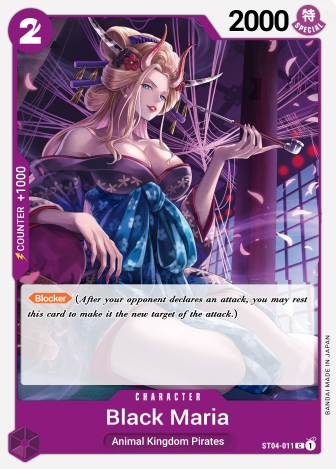 2
2000
特
SPECIAL
COUNTER +1000
Blocker (After your opponent declares an attack, you may rest
this card to make it the new target of the attack.)
BANDAI MADE IN JAPAN
CHARACTER
Black Maria
Animal Kingdom Pirates
ST04-011 C 1